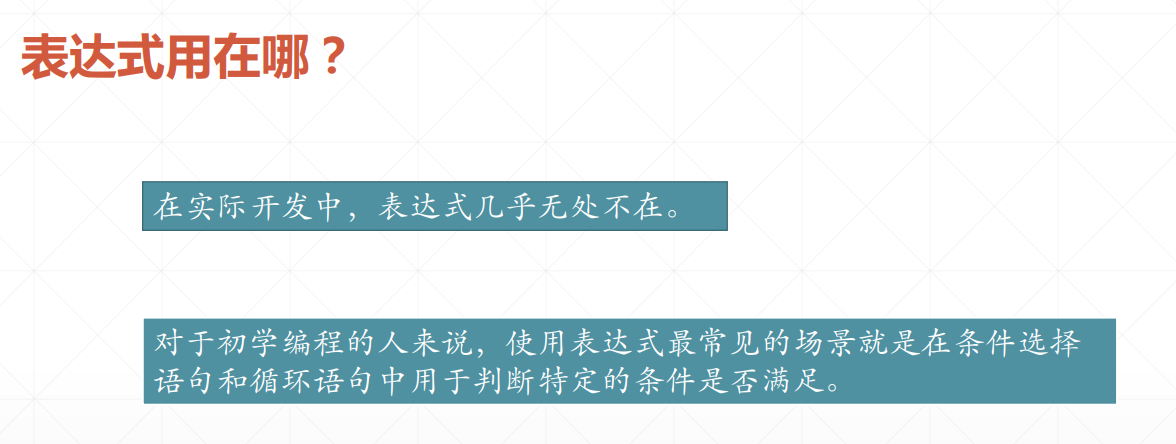 表达式用在哪？
在实际开发中，表达式几乎无处不在。
对于初学编程的人来说，使用表达式最常见的场景就是在条件选择
语句和循环语句中用于判断特定的条件是否满足。